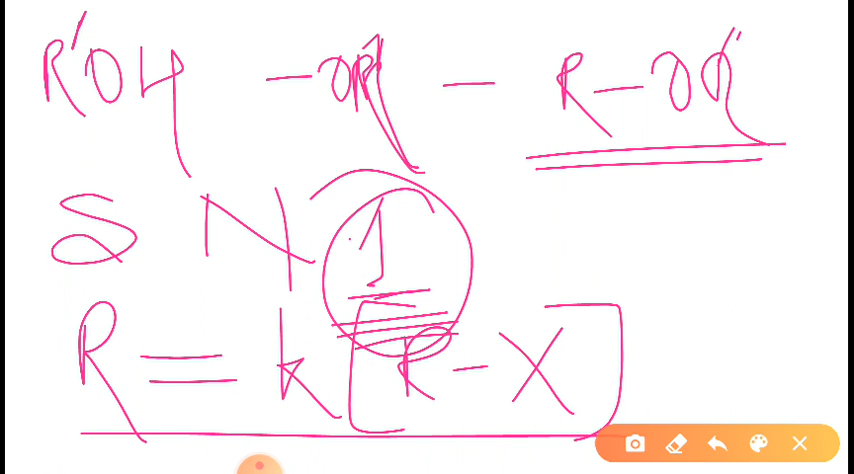 R'OH - OR' - R-OR'
SN1
R = k[R-X]